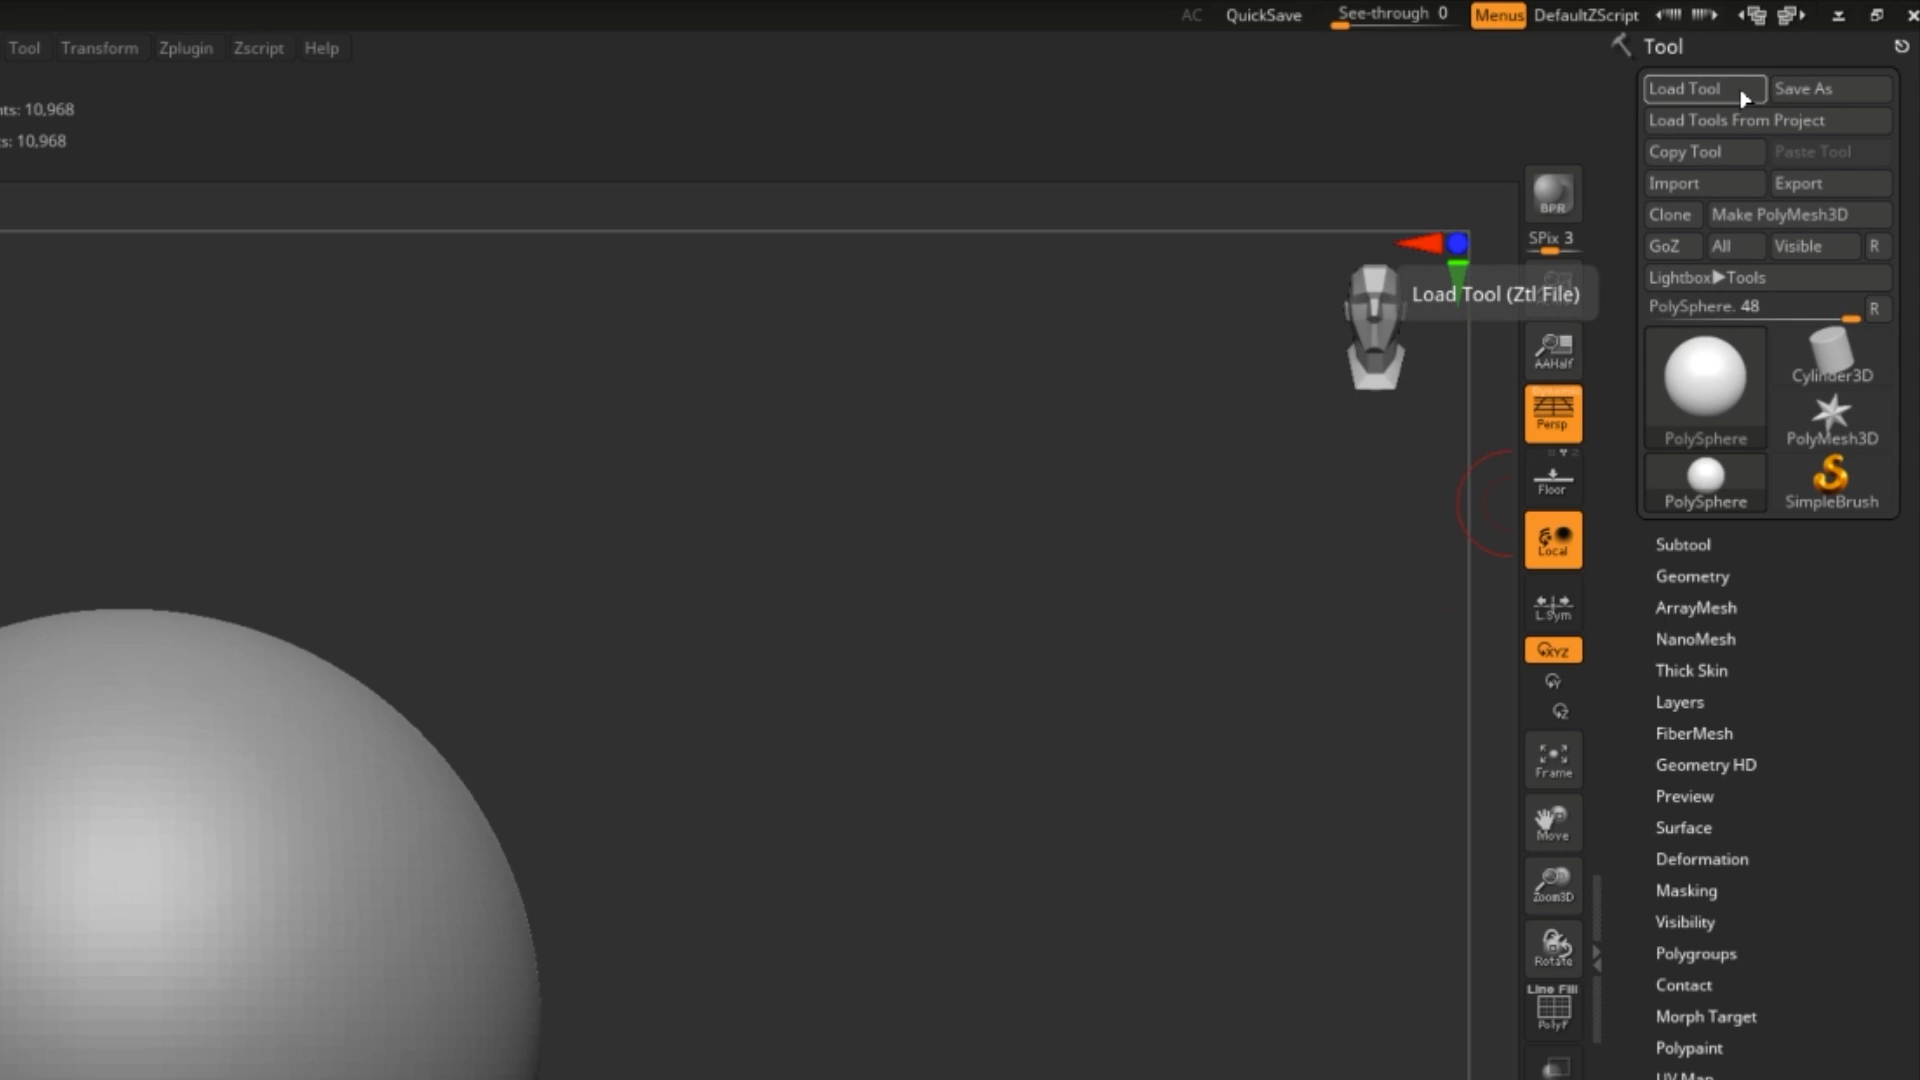 AC QuickSave See-through 0 Menus DefaultZScript
Tool Transform Zplugin Zscript Help
Tool
nts: 10,968
s: 10,968
Load Tool Save As
Load Tools From Project
Copy Tool Paste Tool
Import Export
Clone Make PolyMesh3D
GoZ All Visible R
Lightbox▶Tools
PolySphere. 48 R
PolySphere
Cylinder3D
PolyMesh3D
PolySphere
SimpleBrush
BPR
SPix 3
Load Tool (Ztl File)
AAHalf
Persp
Floor
Local
L.Sym
XYZ
Y
Z
Frame
Move
Zoom3D
Rotate
Line Fill
PolyF
Subtool
Geometry
ArrayMesh
NanoMesh
Thick Skin
Layers
FiberMesh
Geometry HD
Preview
Surface
Deformation
Masking
Visibility
Polygroups
Contact
Morph Target
Polypaint
UV Map